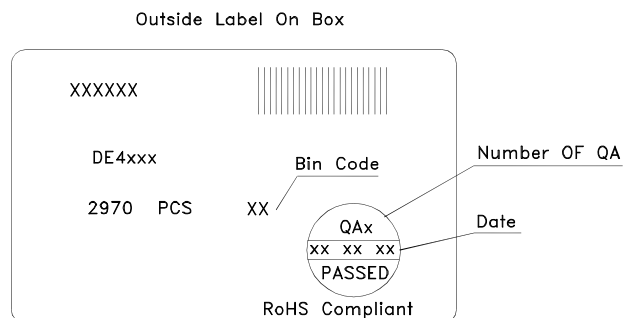 Outside Label On Box
XXXXXX
DE4xxx
Bin Code
Number OF QA
2970 PCS XX
QAx
Date
xx xx xx
PASSED
RoHS Compliant